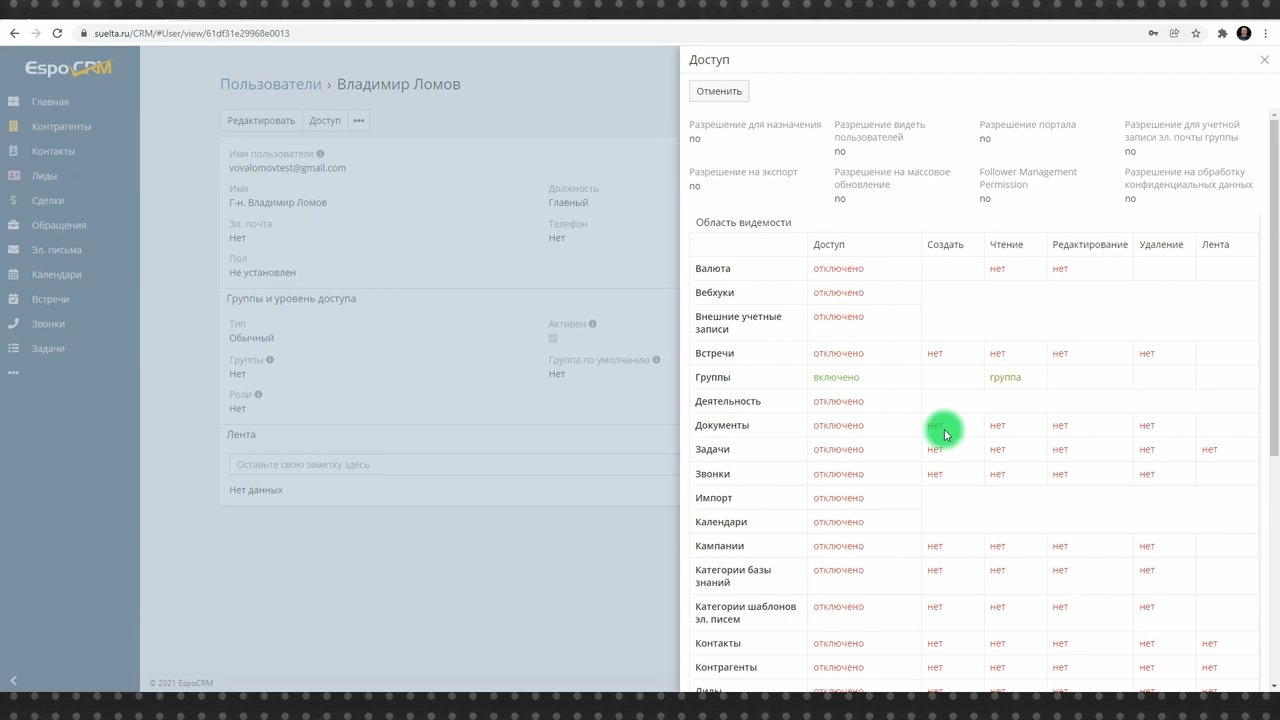 suelta.ru/CRM/#User/view/61df31e29968e0013
EspoCRM
Главная
Контрагенты
Контакты
Лиды
Сделки
Обращения
Эл. письма
Календари
Встречи
Звонки
Задачи
Пользователи › Владимир Ломов
Редактировать Доступ •••
Имя пользователя
vovalomovtest@gmail.com
Имя Должность
Г-н. Владимир Ломов Главный
Эл. почта Телефон
Нет Нет
Пол
Не установлен
Группы и уровень доступа
Тип Активен
Обычный
Группы Группа по умолчанию
Нет Нет
Роли
Нет
Лента
Оставьте свою заметку здесь
Нет данных
© 2021 EspoCRM
Доступ
Отменить
Разрешение для назначения
no
Разрешение видеть
пользователей
no
Разрешение портала
no
Разрешение для учетной
записи эл. почты группы
no
Разрешение на экспорт
no
Разрешение на массовое
обновление
no
Follower Management
Permission
no
Разрешение на обработку
конфиденциальных данных
no
Область видимости
Доступ Создать Чтение Редактирование Удаление Лента
Валюта отключено нет нет
Вебхуки отключено
Внешние учетные
записи отключено
Встречи отключено нет нет нет нет
Группы включено группа
Деятельность отключено
Документы отключено нет нет нет нет
Задачи отключено нет нет нет нет нет
Звонки отключено нет нет нет нет
Импорт отключено
Календари отключено
Кампании отключено нет нет нет нет
Категории базы
знаний отключено нет нет нет нет
Категории шаблонов
эл. писем отключено нет нет нет нет
Контакты отключено нет нет нет нет нет
Контрагенты отключено нет нет нет нет нет
Лиды отключено нет нет нет нет нет